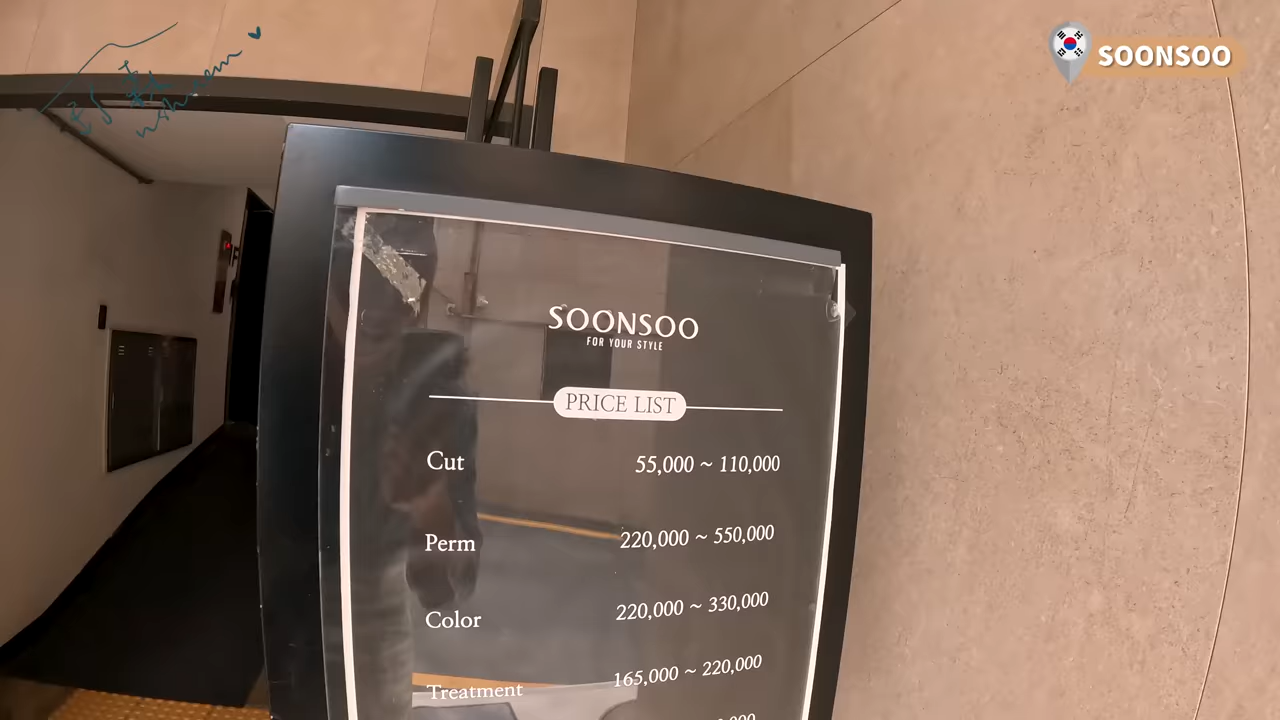 SOONSOO
SOONSOO
FOR YOUR STYLE
PRICE LIST
Cut 55,000 ~ 110,000
Perm 220,000 ~ 550,000
Color 220,000 ~ 330,000
Treatment 165,000 ~ 220,000